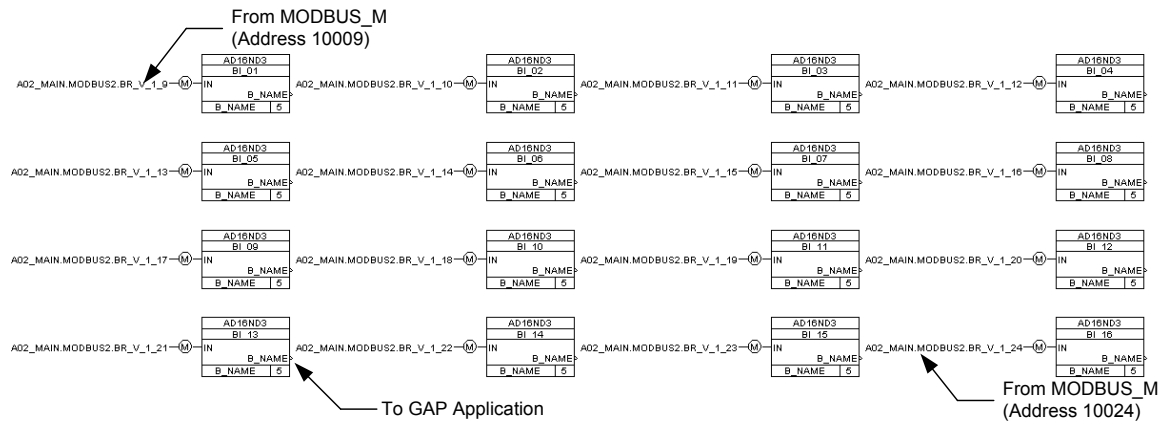 From MODBUS_M
(Address 10009)
AD16ND3 AD16ND3 AD16ND3 AD16ND3
BI_01 BI_02 BI_03 BI_04
A02_MAIN.MODBUS2.BR_V_1_9 M IN A02_MAIN.MODBUS2.BR_V_1_10 M IN A02_MAIN.MODBUS2.BR_V_1_11 M IN A02_MAIN.MODBUS2.BR_V_1_12 M IN
B_NAME B_NAME B_NAME B_NAME
B_NAME 5 B_NAME 5 B_NAME 5 B_NAME 5
AD16ND3 AD16ND3 AD16ND3 AD16ND3
BI_05 BI_06 BI_07 BI_08
A02_MAIN.MODBUS2.BR_V_1_13 M IN A02_MAIN.MODBUS2.BR_V_1_14 M IN A02_MAIN.MODBUS2.BR_V_1_15 M IN A02_MAIN.MODBUS2.BR_V_1_16 M IN
B_NAME B_NAME B_NAME B_NAME
B_NAME 5 B_NAME 5 B_NAME 5 B_NAME 5
AD16ND3 AD16ND3 AD16ND3 AD16ND3
BI_09 BI_10 BI_11 BI_12
A02_MAIN.MODBUS2.BR_V_1_17 M IN A02_MAIN.MODBUS2.BR_V_1_18 M IN A02_MAIN.MODBUS2.BR_V_1_19 M IN A02_MAIN.MODBUS2.BR_V_1_20 M IN
B_NAME B_NAME B_NAME B_NAME
B_NAME 5 B_NAME 5 B_NAME 5 B_NAME 5
AD16ND3 AD16ND3 AD16ND3 AD16ND3
BI_13 BI_14 BI_15 BI_16
A02_MAIN.MODBUS2.BR_V_1_21 M IN A02_MAIN.MODBUS2.BR_V_1_22 M IN A02_MAIN.MODBUS2.BR_V_1_23 M IN A02_MAIN.MODBUS2.BR_V_1_24 M IN
B_NAME B_NAME B_NAME B_NAME
B_NAME 5 B_NAME 5 B_NAME 5 B_NAME 5
To GAP Application
From MODBUS_M
(Address 10024)